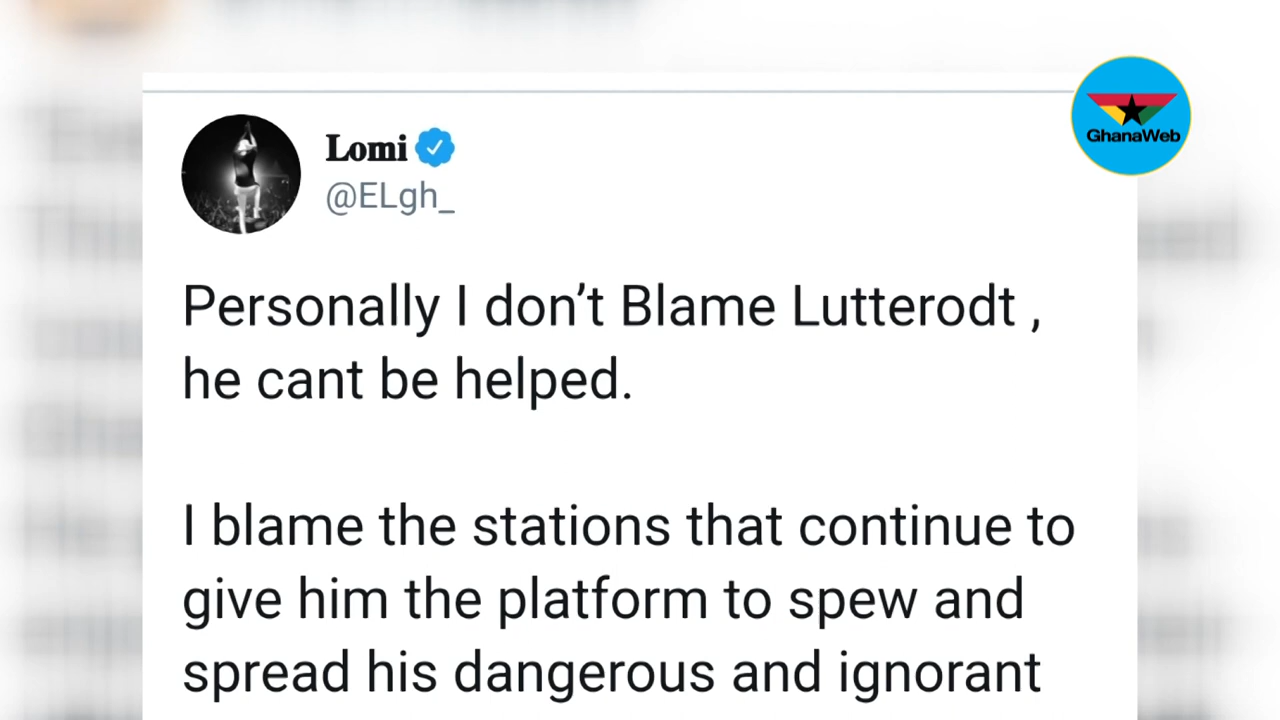 GhanaWeb
Lomi
@ELgh_
Personally I don’t Blame Lutterodt ,
he cant be helped.
I blame the stations that continue to
give him the platform to spew and
spread his dangerous and ignorant